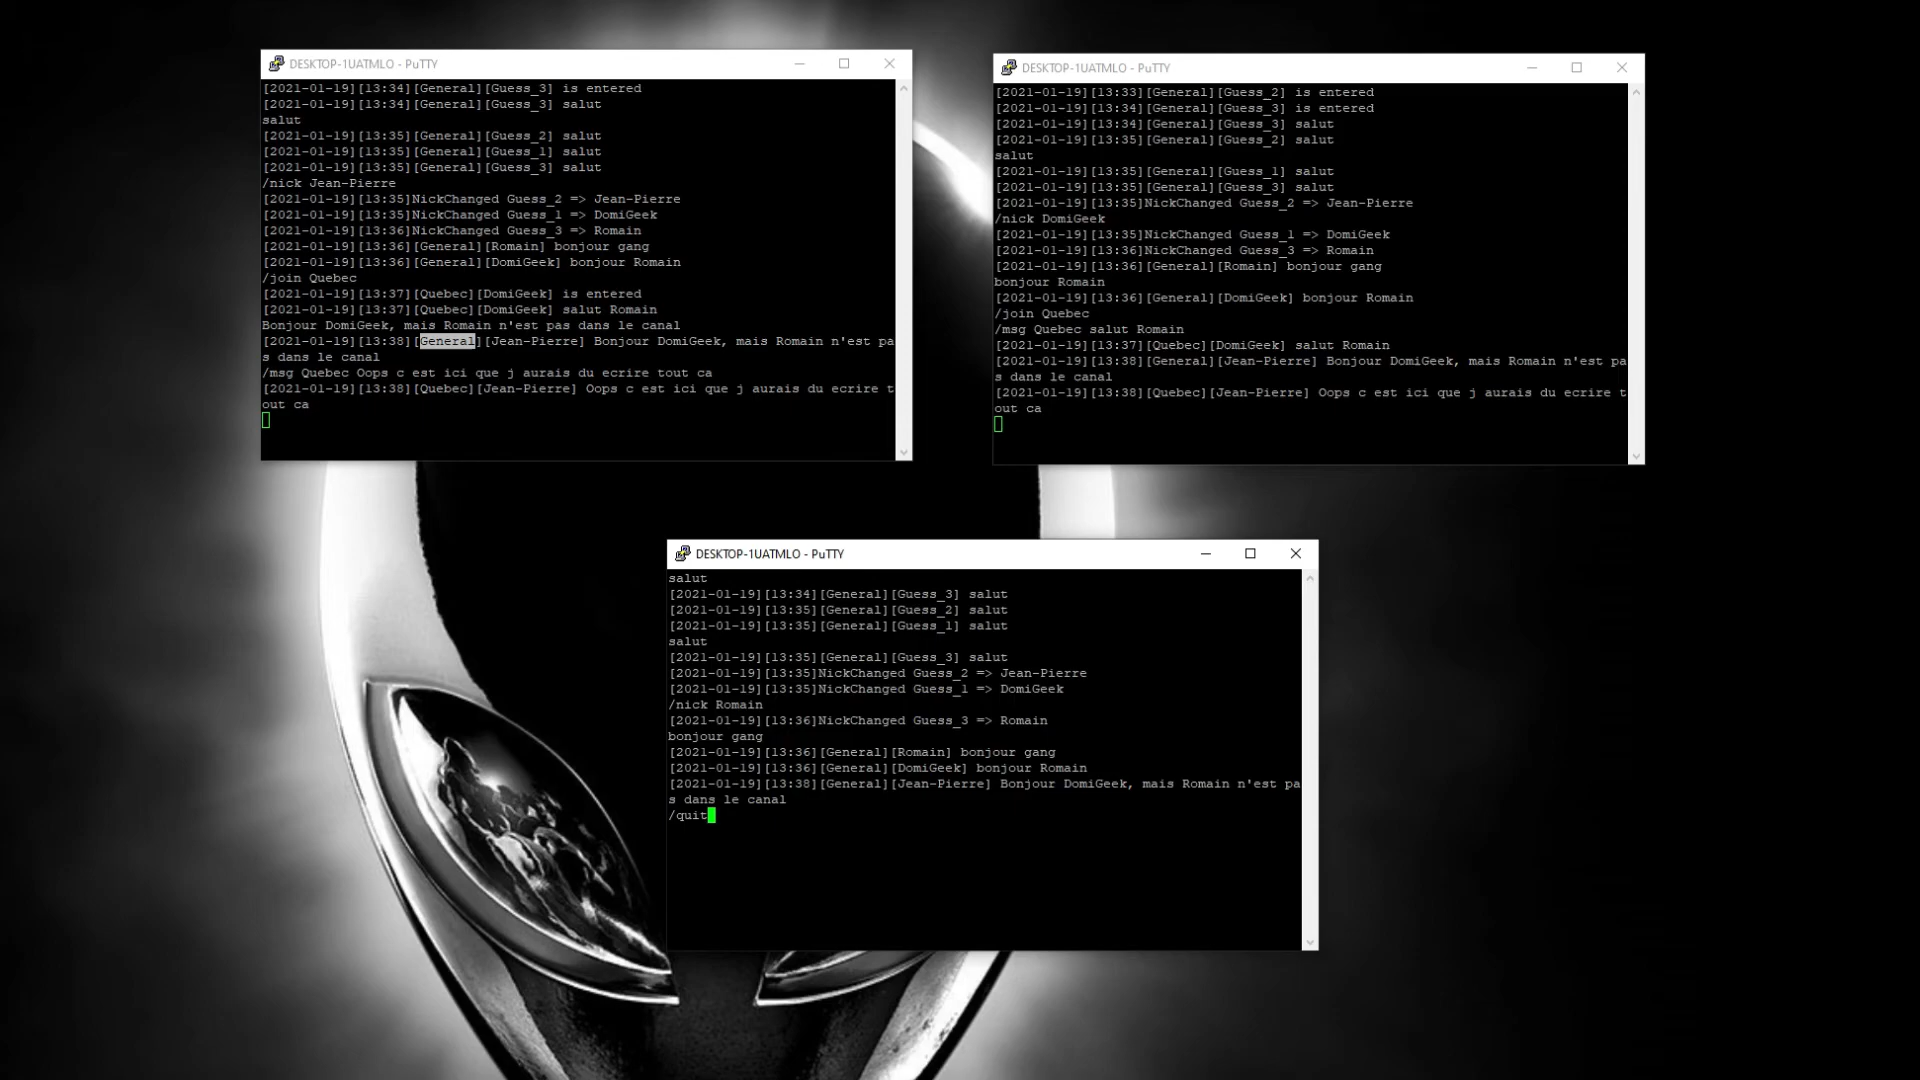 DESKTOP-1UATMLO - PuTTY
[2021-01-19][13:34][General][Guess_3] is entered
[2021-01-19][13:34][General][Guess_3] salut
salut
[2021-01-19][13:35][General][Guess_2] salut
[2021-01-19][13:35][General][Guess_1] salut
[2021-01-19][13:35][General][Guess_3] salut
/nick Jean-Pierre
[2021-01-19][13:35]NickChanged Guess_2 => Jean-Pierre
[2021-01-19][13:35]NickChanged Guess_1 => DomiGeek
[2021-01-19][13:36]NickChanged Guess_3 => Romain
[2021-01-19][13:36][General][Romain] bonjour gang
[2021-01-19][13:36][General][DomiGeek] bonjour Romain
/join Quebec
[2021-01-19][13:37][Quebec][DomiGeek] is entered
[2021-01-19][13:37][Quebec][DomiGeek] salut Romain
Bonjour DomiGeek, mais Romain n'est pas dans le canal
[2021-01-19][13:38][General][Jean-Pierre] Bonjour DomiGeek, mais Romain n'est pa
s dans le canal
/msg Quebec Oops c est ici que j aurais du ecrire tout ca
[2021-01-19][13:38][Quebec][Jean-Pierre] Oops c est ici que j aurais du ecrire t
out ca
DESKTOP-1UATMLO - PuTTY
[2021-01-19][13:33][General][Guess_2] is entered
[2021-01-19][13:34][General][Guess_3] is entered
[2021-01-19][13:34][General][Guess_3] salut
[2021-01-19][13:35][General][Guess_2] salut
salut
[2021-01-19][13:35][General][Guess_1] salut
[2021-01-19][13:35][General][Guess_3] salut
[2021-01-19][13:35]NickChanged Guess_2 => Jean-Pierre
/nick DomiGeek
[2021-01-19][13:35]NickChanged Guess_1 => DomiGeek
[2021-01-19][13:36]NickChanged Guess_3 => Romain
[2021-01-19][13:36][General][Romain] bonjour gang
bonjour Romain
[2021-01-19][13:36][General][DomiGeek] bonjour Romain
/join Quebec
/msg Quebec salut Romain
[2021-01-19][13:37][Quebec][DomiGeek] salut Romain
[2021-01-19][13:38][General][Jean-Pierre] Bonjour DomiGeek, mais Romain n'est pa
s dans le canal
[2021-01-19][13:38][Quebec][Jean-Pierre] Oops c est ici que j aurais du ecrire t
out ca
DESKTOP-1UATMLO - PuTTY
salut
[2021-01-19][13:34][General][Guess_3] salut
[2021-01-19][13:35][General][Guess_2] salut
[2021-01-19][13:35][General][Guess_1] salut
salut
[2021-01-19][13:35][General][Guess_3] salut
[2021-01-19][13:35]NickChanged Guess_2 => Jean-Pierre
[2021-01-19][13:35]NickChanged Guess_1 => DomiGeek
/nick Romain
[2021-01-19][13:36]NickChanged Guess_3 => Romain
bonjour gang
[2021-01-19][13:36][General][Romain] bonjour gang
[2021-01-19][13:36][General][DomiGeek] bonjour Romain
[2021-01-19][13:38][General][Jean-Pierre] Bonjour DomiGeek, mais Romain n'est pa
s dans le canal
/quit